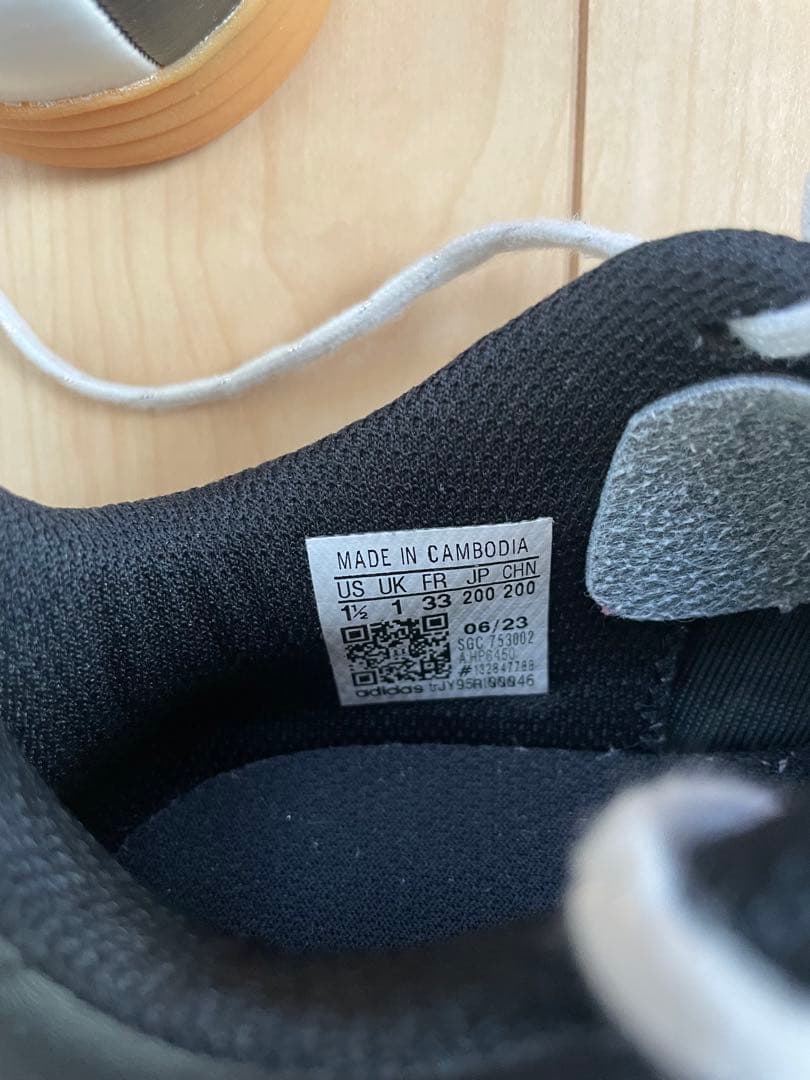 MADE IN CAMBODIA
US UK FR JP CHN
1½ 1 33 200 200
06/23
SGC 753002
A HP6450
#132847788
adidas trJY95RI00046